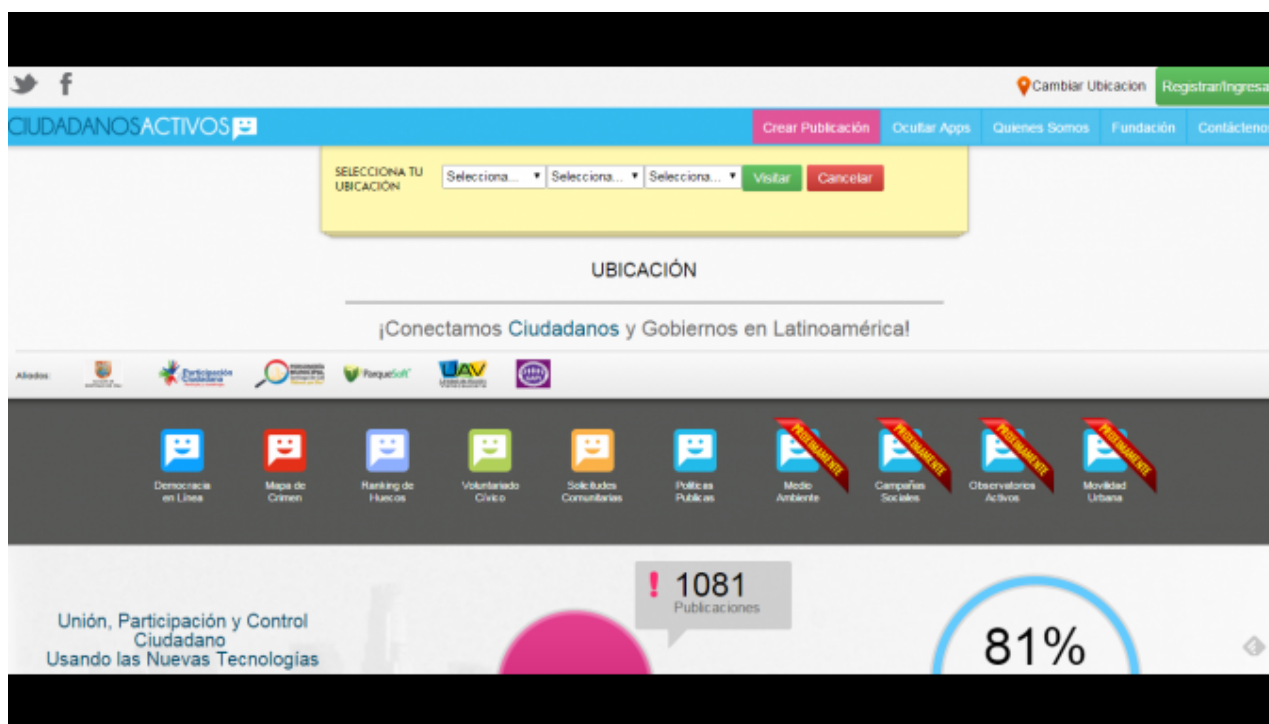 Cambiar Ubicacion
Registrar/Ingresa
CIUDADANOSACTIVOS
Crear Publicación
Ocultar Apps
Quienes Somos
Fundación
Contácteno
SELECCIONA TU
UBICACIÓN
Selecciona...
Selecciona...
Selecciona...
Visitar
Cancelar
UBICACIÓN
¡Conectamos Ciudadanos y Gobiernos en Latinoamérica!
Aliados:
Participación
Ciudadana
ParqueSoft
UAV
Democracia
en Línea
Mapa de
Crimen
Ranking de
Huecos
Voluntariado
Cívico
Solicitudes
Comunitarias
Políticas
Publicas
PROXIMAMENTE
Medio
Ambiente
PROXIMAMENTE
Campañas
Sociales
PROXIMAMENTE
Observatorios
Activos
PROXIMAMENTE
Movilidad
Urbana
Unión, Participación y Control
Ciudadano
Usando las Nuevas Tecnologías
! 1081
Publicaciones
81%